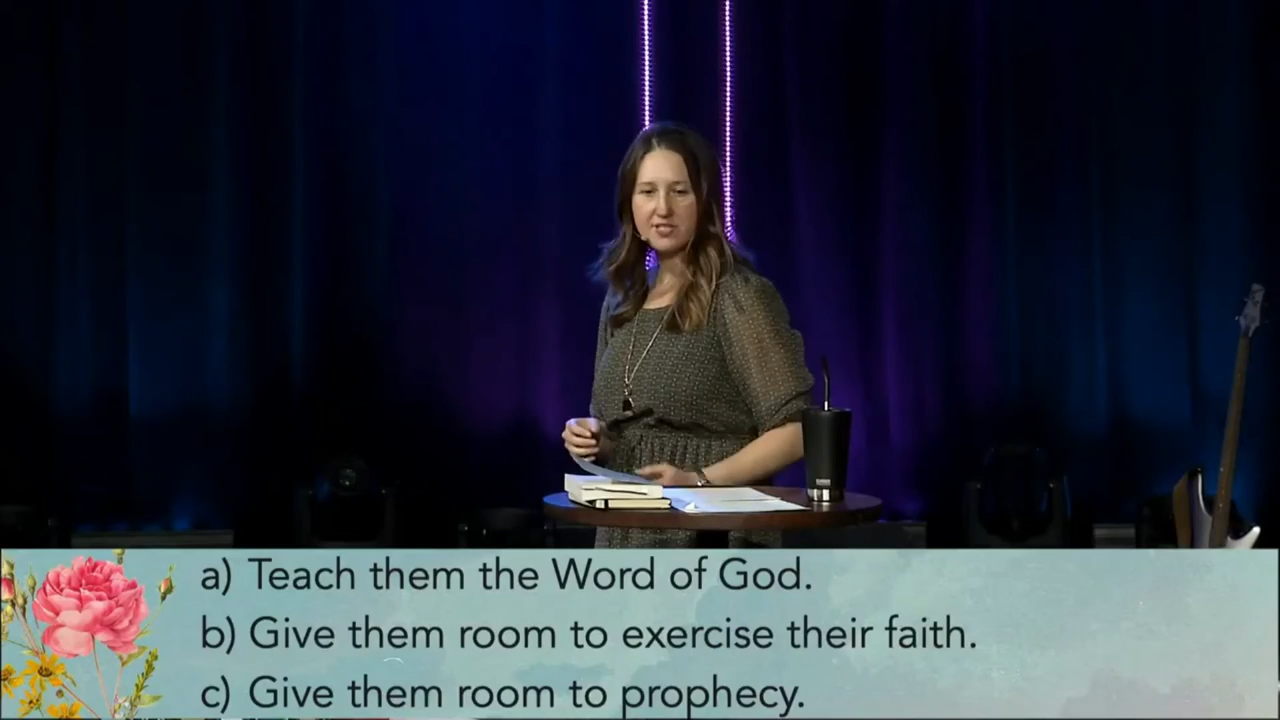 a) Teach them the Word of God.
b) Give them room to exercise their faith.
c) Give them room to prophecy.